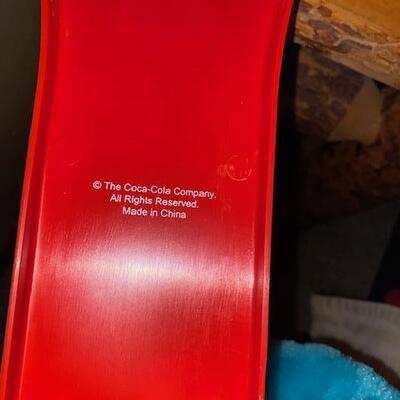 © The Coca-Cola Company.
All Rights Reserved.
Made in China